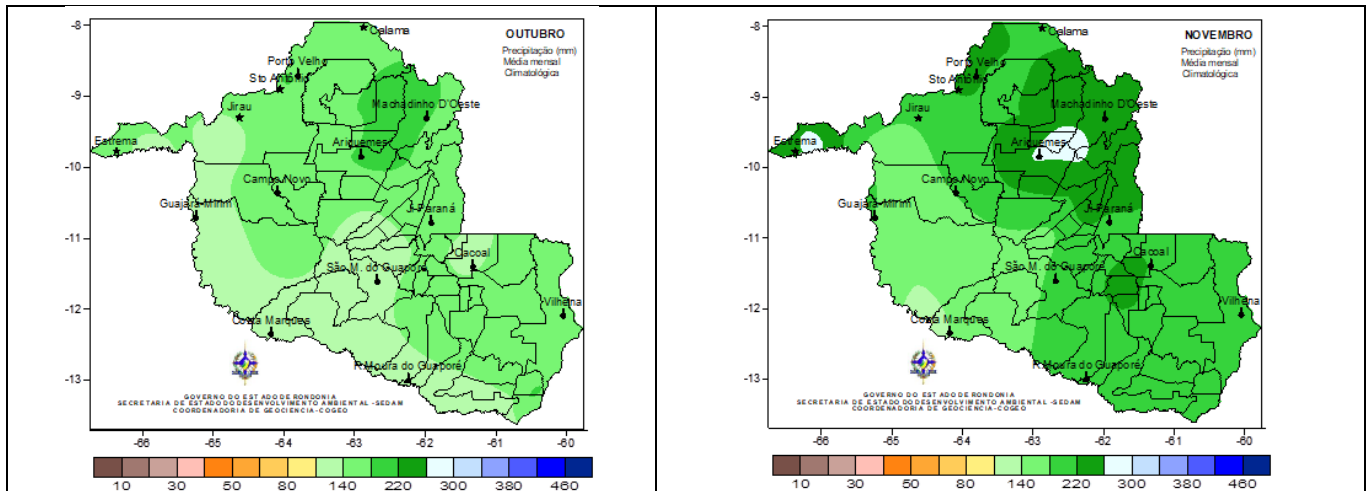 OUTUBRO
Precipitação (mm)
Média mensal
Climatológica
Calama
Porto Velho
Sto Antônio
Jirau
Machadinho D'Oeste
Estrema
Ariquemes
Campo Novo
Guajará-Mirim
Ji Paraná
Cacoal
São M. do Guaporé
Vilhena
Costa Marques
R.Moura do Guaporé
GOVERNO DO ESTADO DE RONDONIA
SECRETARIA DE ESTADO DO DESENVOLVIMENTO AMBIENTAL -SEDAM
COORDENADORIA DE GEOCIENCIA-COGEO
-8
-9
-10
-11
-12
-13
-66 -65 -64 -63 -62 -61 -60
10 30 50 80 140 220 300 380 460
NOVEMBRO
Precipitação (mm)
Média mensal
Climatológica
Calama
Porto Velho
Sto Antônio
Jirau
Machadinho D'Oeste
Estrema
Ariquemes
Campo Novo
Guajará-Mirim
Ji Paraná
Cacoal
São M. do Guaporé
Vilhena
Costa Marques
R.Moura do Guaporé
GOVERNO DO ESTADO DE RONDONIA
SECRETARIA DE ESTADO DO DESENVOLVIMENTO AMBIENTAL -SEDAM
COORDENADORIA DE GEOCIENCIA-COGEO
-8
-9
-10
-11
-12
-13
-66 -65 -64 -63 -62 -61 -60
10 30 50 80 140 220 300 380 460